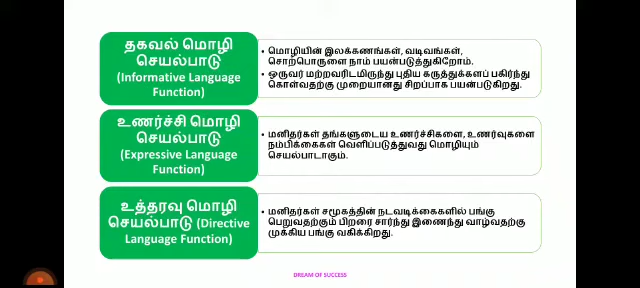 தகவல் மொழி
செயல்பாடு
(Informative Language
Function)
• மொழியின் இலக்கணங்கள், வடிவங்கள்,
சொற்பொருளை நாம் பயன்படுத்துகிறோம்.
• ஒருவர் மற்றவரிடமிருந்து புதிய கருத்துக்களப் பகிர்ந்து
கொள்வதற்கு முறையானது சிறப்பாக பயன்படுகிறது.
உணர்ச்சி மொழி
செயல்பாடு
(Expressive Language
Function)
• மனிதர்கள் தங்களுடைய உணர்ச்சிகளை, உணர்வுகளை
நம்பிக்கைகள் வெளிப்படுத்துவது மொழியும்
செயல்பாடாகும்.
உத்தரவு மொழி
செயல்பாடு (Directive
Language Function)
• மனிதர்கள் சமூகத்தின் நடவடிக்கைகளில் பங்கு
பெறுவதற்கும் பிறரை சார்ந்து இணைந்து வாழ்வதற்கு
முக்கிய பங்கு வகிக்கிறது.
DREAM OF SUCCESS